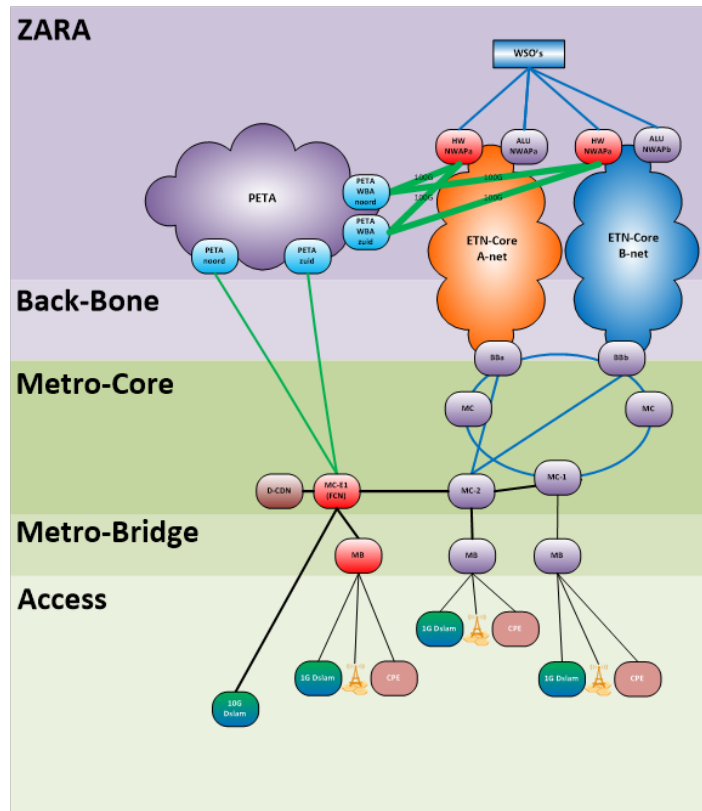 ZARA
WSO's
HW
NWAPa
ALU
NWAPa
HW
NWAPa
ALU
NWAPb
PETA
WBA
noord
100G
100G
100G
100G
PETA
PETA
WBA
zuid
ETN-Core
A-net
ETN-Core
B-net
PETA
noord
PETA
zuid
Back-Bone
BBa
BBb
Metro-Core
MC
MC
D-CDN
MC-E1
(FCN)
MC-2
MC-1
Metro-Bridge
MB
MB
MB
Access
1G Dslam
CPE
1G Dslam
CPE
1G Dslam
CPE
10G
Dslam